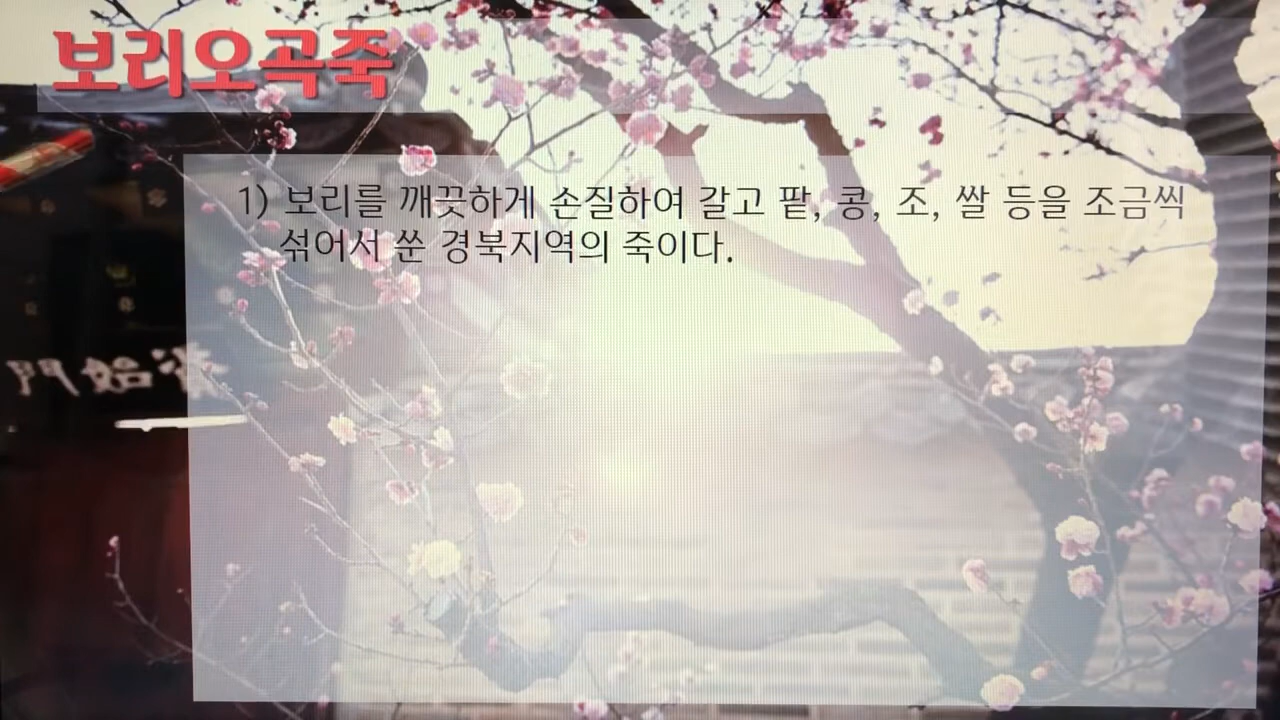 보리오곡죽
1) 보리를 깨끗하게 손질하여 갈고 팥, 콩, 조, 쌀 등을 조금씩
섞어서 쑨 경북지역의 죽이다.